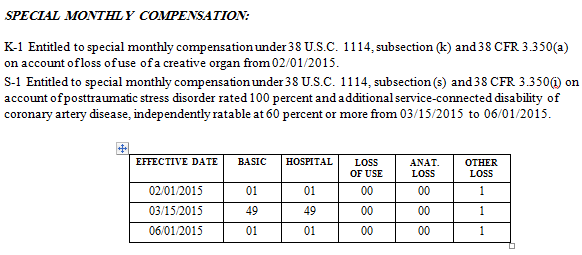 SPECIAL MONTHLY COMPENSATION:
K-1 Entitled to special monthly compensation under 38 U.S.C. 1114, subsection (k) and 38 CFR 3.350(a)
on account of loss of use of a creative organ from 02/01/2015.
S-1 Entitled to special monthly compensation under 38 U.S.C. 1114, subsection (s) and 38 CFR 3.350(i) on
account of posttraumatic stress disorder rated 100 percent and additional service-connected disability of
coronary artery disease, independently ratable at 60 percent or more from 03/15/2015 to 06/01/2015.
EFFECTIVE DATE BASIC HOSPITAL LOSS OF USE ANAT. LOSS OTHER LOSS
02/01/2015 01 01 00 00 1
03/15/2015 49 49 00 00 1
06/01/2015 01 01 00 00 1